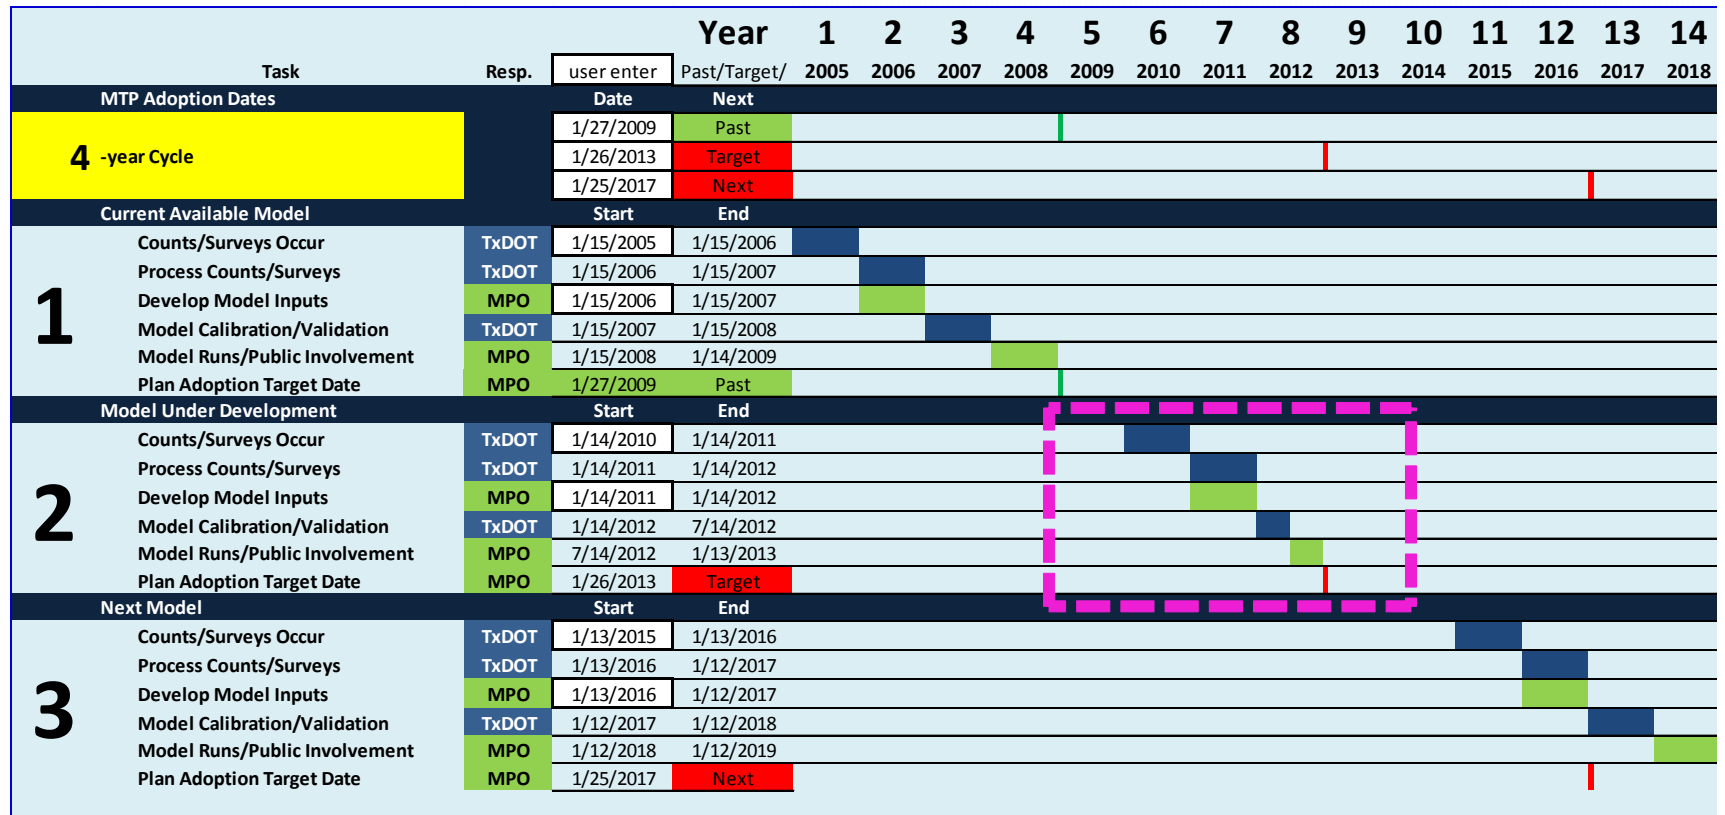 Year 1 2 3 4 5 6 7 8 9 10 11 12 13 14
Task Resp. user enter Past/Target/ 2005 2006 2007 2008 2009 2010 2011 2012 2013 2014 2015 2016 2017 2018
MTP Adoption Dates Date Next
1/27/2009 Past
4 -year Cycle 1/26/2013 Target
1/25/2017 Next
Current Available Model Start End
1
Counts/Surveys Occur TxDOT 1/15/2005 1/15/2006
Process Counts/Surveys TxDOT 1/15/2006 1/15/2007
Develop Model Inputs MPO 1/15/2006 1/15/2007
Model Calibration/Validation TxDOT 1/15/2007 1/15/2008
Model Runs/Public Involvement MPO 1/15/2008 1/14/2009
Plan Adoption Target Date MPO 1/27/2009 Past
Model Under Development Start End
2
Counts/Surveys Occur TxDOT 1/14/2010 1/14/2011
Process Counts/Surveys TxDOT 1/14/2011 1/14/2012
Develop Model Inputs MPO 1/14/2011 1/14/2012
Model Calibration/Validation TxDOT 1/14/2012 7/14/2012
Model Runs/Public Involvement MPO 7/14/2012 1/13/2013
Plan Adoption Target Date MPO 1/26/2013 Target
Next Model Start End
3
Counts/Surveys Occur TxDOT 1/13/2015 1/13/2016
Process Counts/Surveys TxDOT 1/13/2016 1/12/2017
Develop Model Inputs MPO 1/13/2016 1/12/2017
Model Calibration/Validation TxDOT 1/12/2017 1/12/2018
Model Runs/Public Involvement MPO 1/12/2018 1/12/2019
Plan Adoption Target Date MPO 1/25/2017 Next